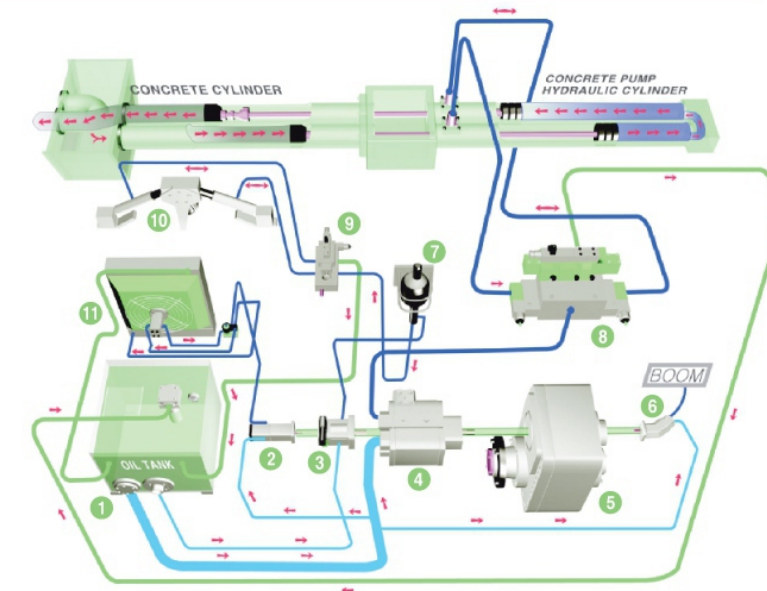 CONCRETE CYLINDER
CONCRETE PUMP
HYDRAULIC CYLINDER
9
7
10
11
8
BOOM
6
OIL TANK
2
3
4
5
1